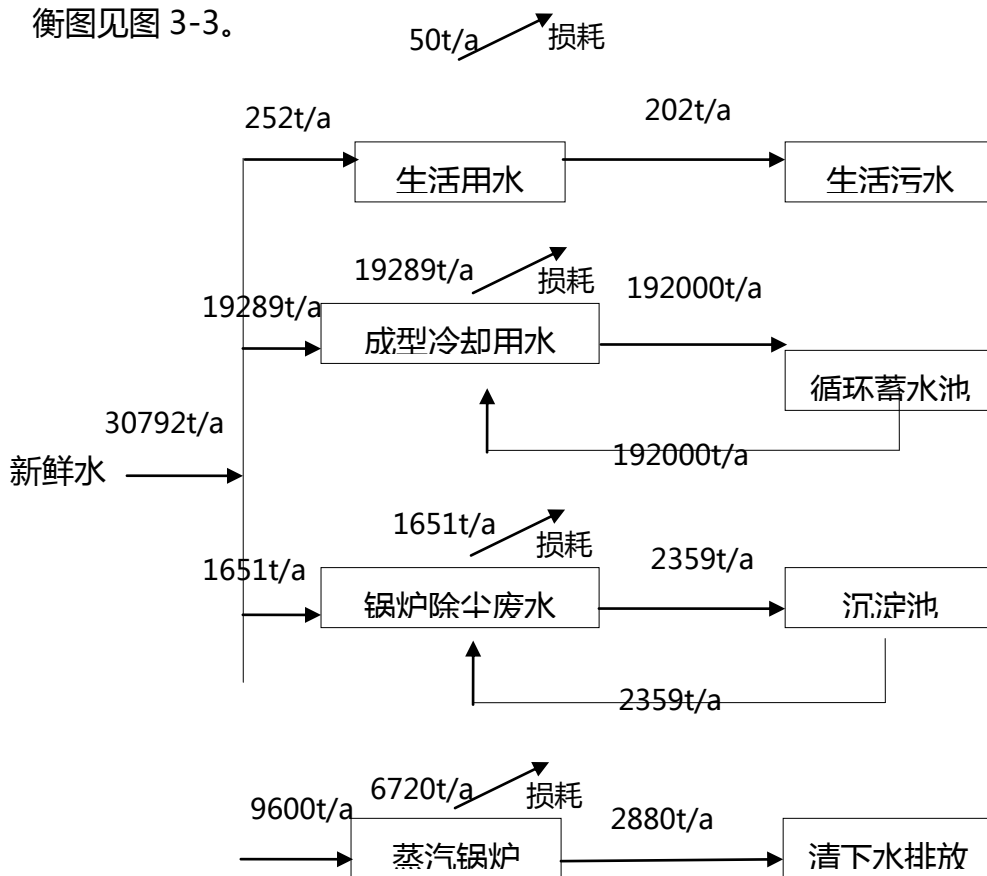 衡图见图 3-3。
50t/a
损耗
252t/a
202t/a
生活用水
生活污水
19289t/a
损耗
19289t/a
192000t/a
成型冷却用水
循环蓄水池
30792t/a
192000t/a
新鲜水
1651t/a
损耗
1651t/a
2359t/a
锅炉除尘废水
沉淀池
2359t/a
6720t/a
损耗
9600t/a
2880t/a
蒸汽锅炉
清下水排放